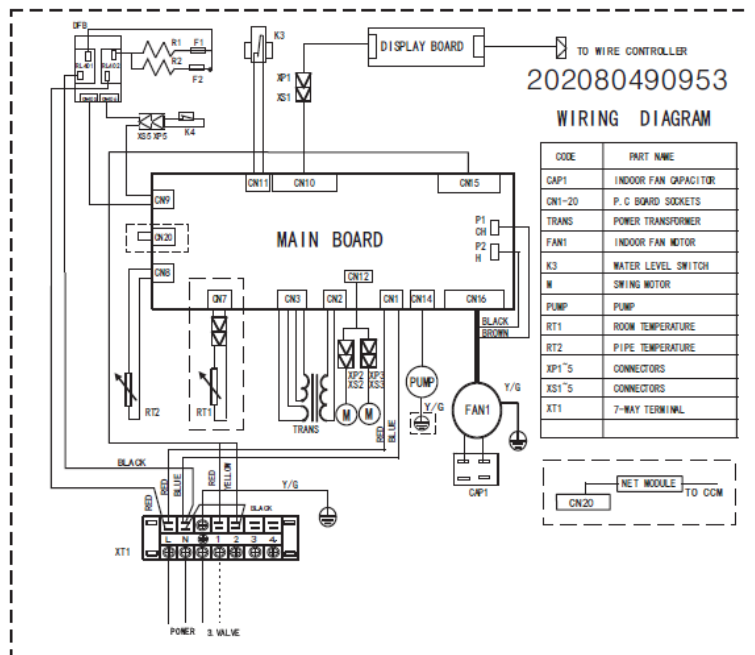 DFB
R1
F1
R2
F2
RL401
RL402
K3
DISPLAY BOARD
TO WIRE CONTROLLER
XP1
XS1
202080490953
WIRING DIAGRAM
XS5 XP5
K4
CODE PART NAME
CAP1 INDOOR FAN CAPACITOR
CN1-20 P.C BOARD SOCKETS
TRANS POWER TRANSFORMER
FAN1 INDOOR FAN MOTOR
K3 WATER LEVEL SWITCH
M SWING MOTOR
PUMP PUMP
RT1 ROOM TEMPERATURE
RT2 PIPE TEMPERATURE
XP1~5 CONNECTORS
XS1~5 CONNECTORS
XT1 7-WAY TERMINAL
CN11 CN10 CN15
CN9
CN20
CN8
MAIN BOARD
P1
CH
P2
H
CN12
CN7 CN3 CN2 CN1 CN14 CN16
BLACK
BROWN
XP2 XP3
XS2 XS3
M M
PUMP
Y/G
FAN1
Y/G
RT2
RT1
TRANS
RED
BLUE
CAP1
BLACK
RED
RED
BLUE
RED
YELLOW
Y/G
BLACK
XT1
L N 1 2 3 4
POWER 3.VALVE
NET MODULE
TO CCM
CN20